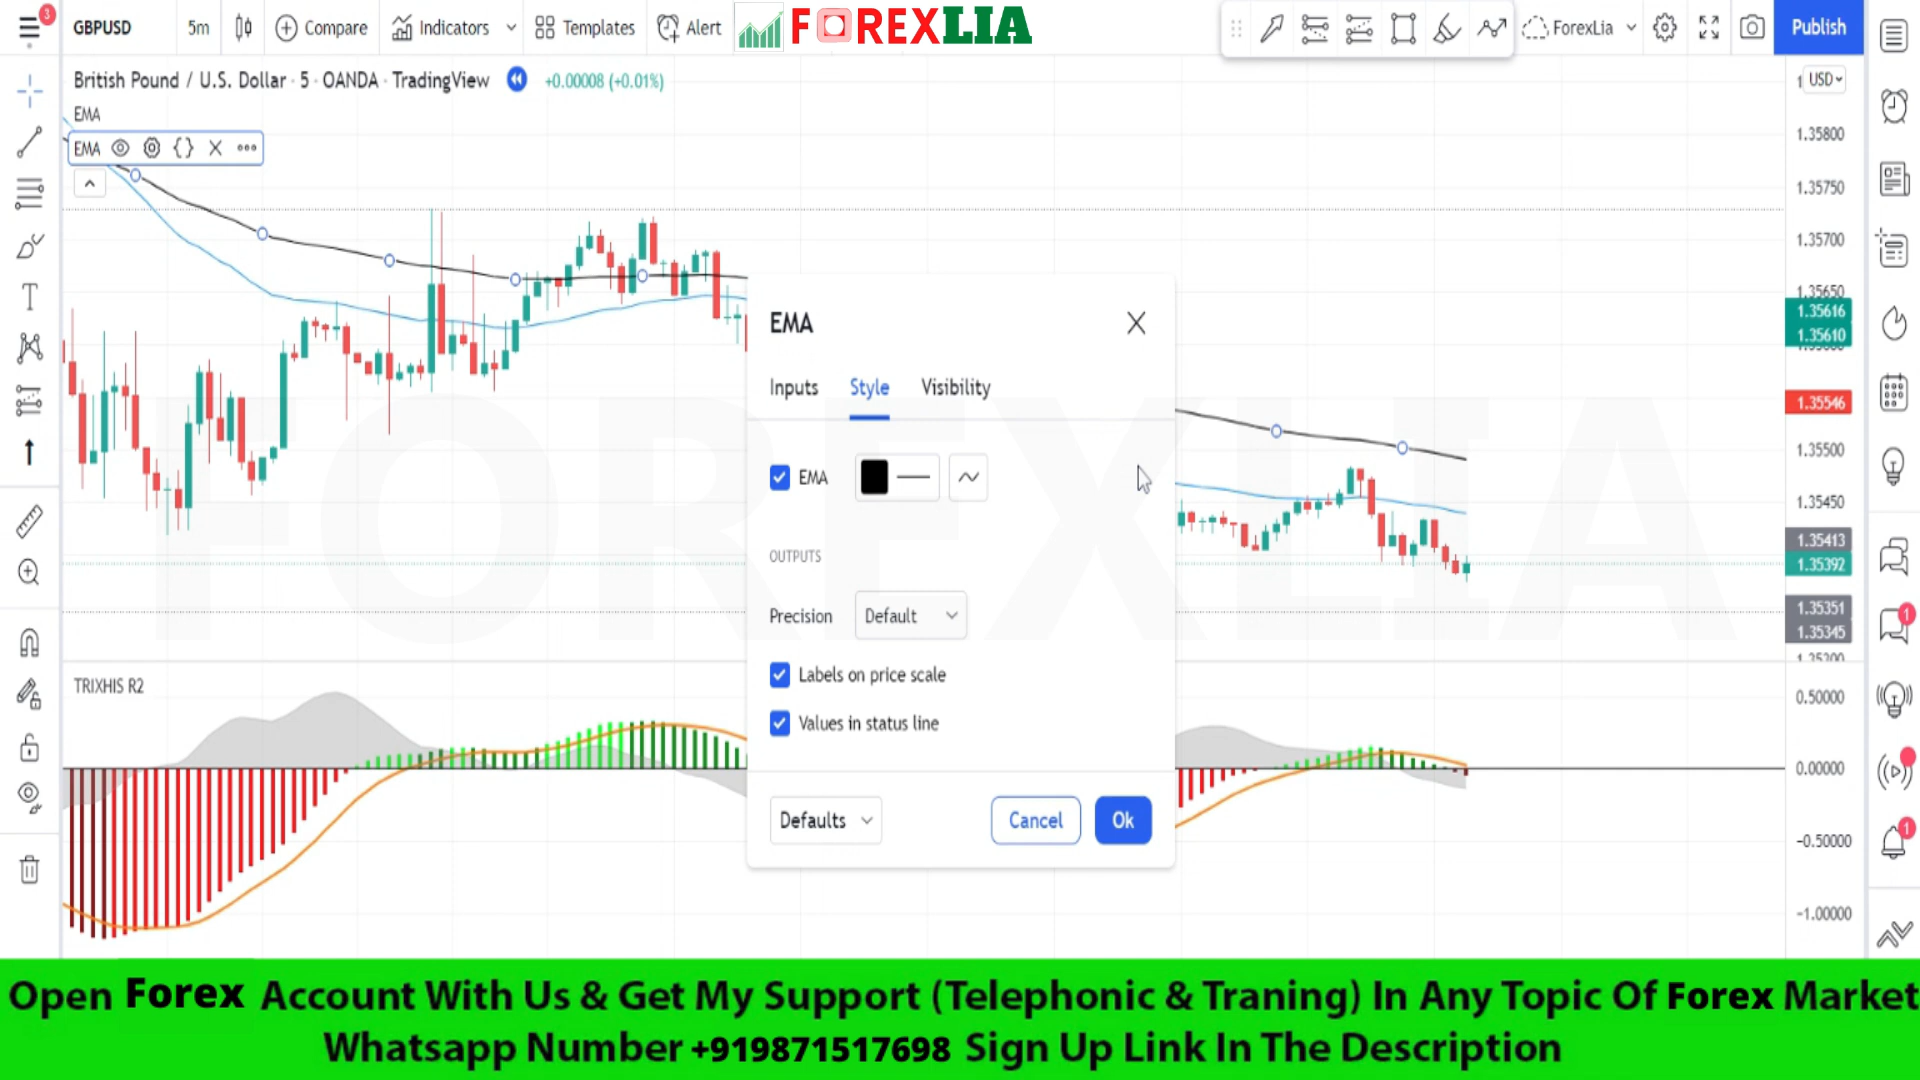 3
GBPUSD 5m Compare Indicators Templates Alert FOREXLIA ForexLia Publish
British Pound / U.S. Dollar · 5 · OANDA · TradingView +0.00008 (+0.01%)
USD
EMA
EMA
1.35800
1.35750
1.35700
1.35650
1.35616
1.35610
1.35546
1.35500
1.35450
1.35413
1.35392
1.35351
1.35345
EMA
Inputs Style Visibility
EMA
OUTPUTS
Precision Default
Labels on price scale
Values in status line
Defaults Cancel Ok
FOREXLIA
TRIXHIS R2
0.50000
0.00000
−0.50000
−1.00000
1
1
Open Forex Account With Us & Get My Support (Telephonic & Traning) In Any Topic Of Forex Market
Whatsapp Number +919871517698 Sign Up Link In The Description